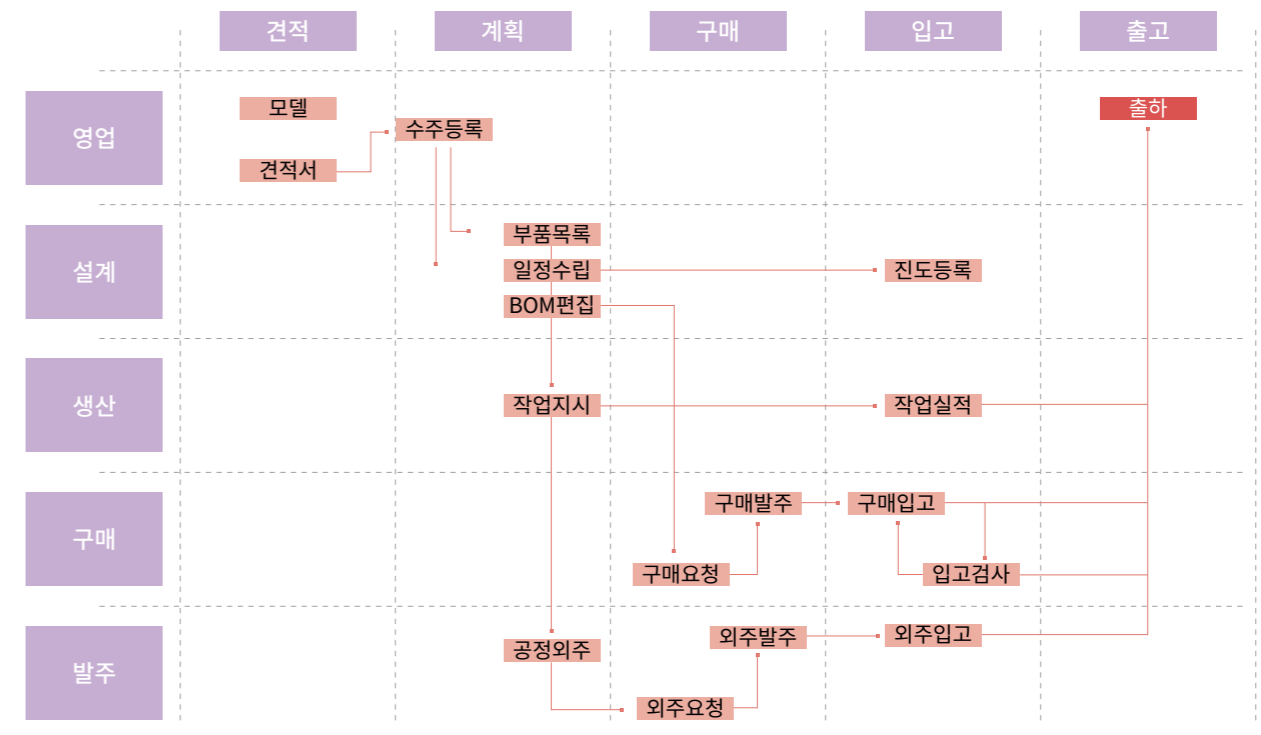 견적
계획
구매
입고
출고
영업
모델
수주등록
출하
견적서
설계
부품목록
일정수립
진도등록
BOM편집
생산
작업지시
작업실적
구매
구매발주
구매입고
구매요청
입고검사
발주
공정외주
외주발주
외주입고
외주요청